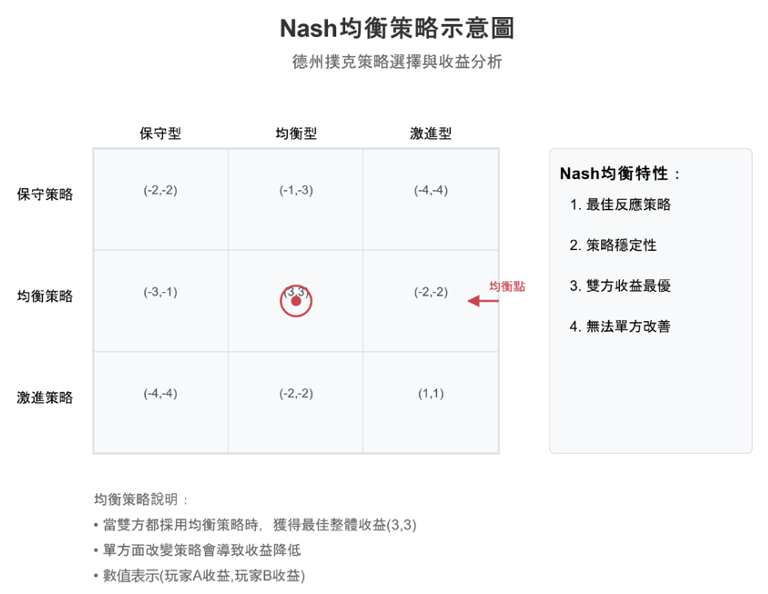 Nash均衡策略示意圖
德州撲克策略選擇與收益分析
保守型 均衡型 激進型
保守策略 (-2,-2) (-1,-3) (-4,-4)
均衡策略 (-3,-1) (3,3) (-2,-2) 均衡點
激進策略 (-4,-4) (-2,-2) (1,1)
Nash均衡特性：
1. 最佳反應策略
2. 策略穩定性
3. 雙方收益最優
4. 無法單方改善
均衡策略說明：
• 當雙方都採用均衡策略時，獲得最佳整體收益(3,3)
• 單方面改變策略會導致收益降低
• 數值表示(玩家A收益,玩家B收益)